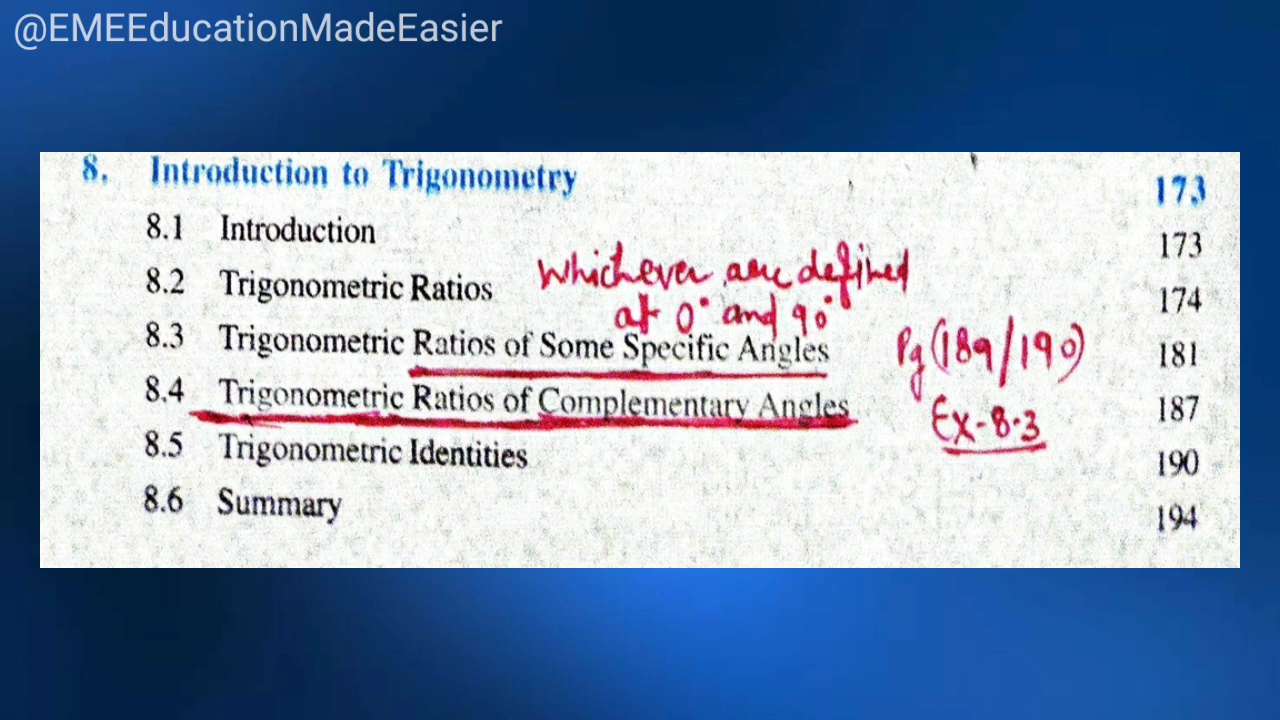 @EMEEducationMadeEasier
8. Introduction to Trigonometry 173
8.1 Introduction 173
8.2 Trigonometric Ratios 174
Whichever are defined
at 0° and 90°
8.3 Trigonometric Ratios of Some Specific Angles 181
Pg (189/190)
8.4 Trigonometric Ratios of Complementary Angles 187
Ex-8.3
8.5 Trigonometric Identities 190
8.6 Summary 194